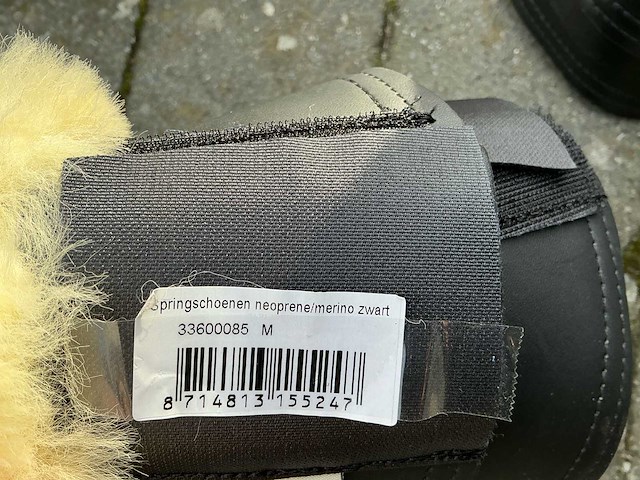 Springschoenen neoprene/merino zwart
33600085 M
8 714813 155247